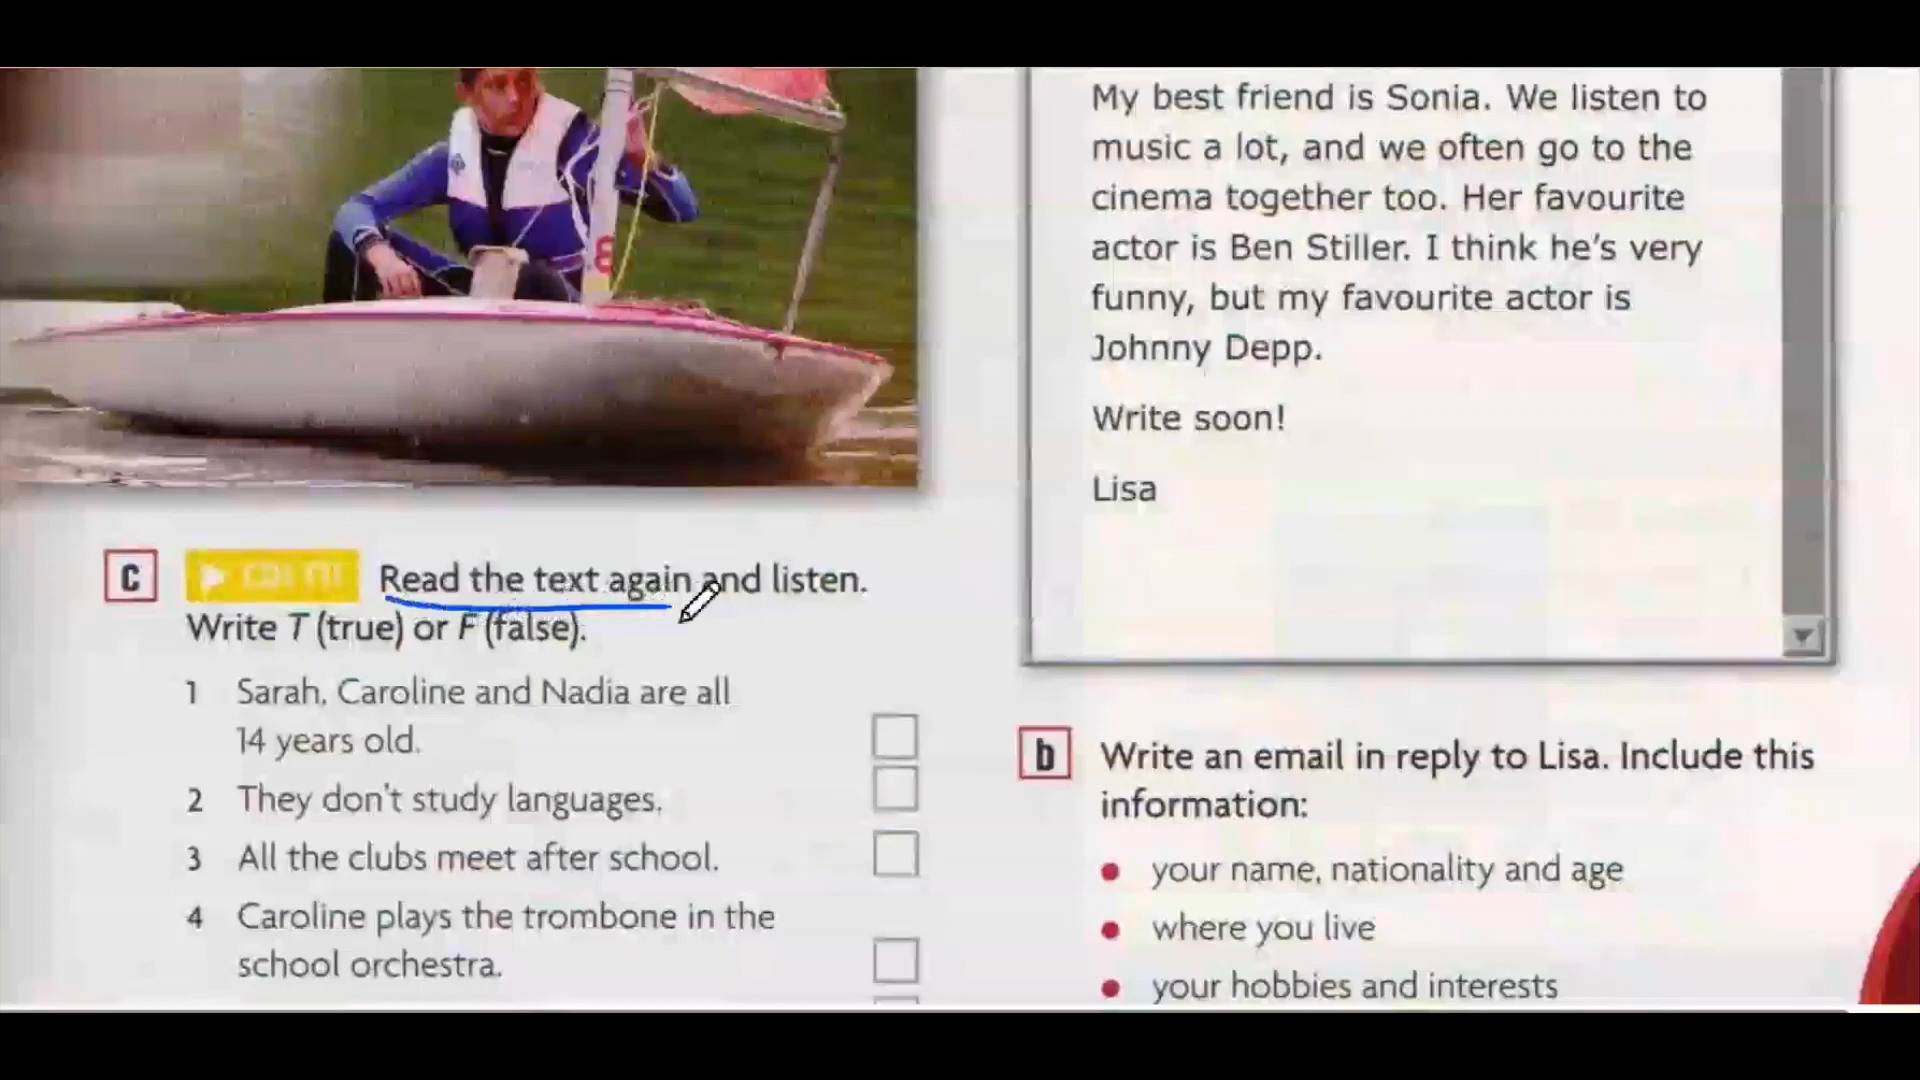 My best friend is Sonia. We listen to
music a lot, and we often go to the
cinema together too. Her favourite
actor is Ben Stiller. I think he's very
funny, but my favourite actor is
Johnny Depp.
Write soon!
Lisa
8
c Read the text again and listen.
Write T (true) or F (false).
1 Sarah, Caroline and Nadia are all
14 years old.
2 They don't study languages.
3 All the clubs meet after school.
4 Caroline plays the trombone in the
school orchestra.
b Write an email in reply to Lisa. Include this
information:
• your name, nationality and age
• where you live
• your hobbies and interests